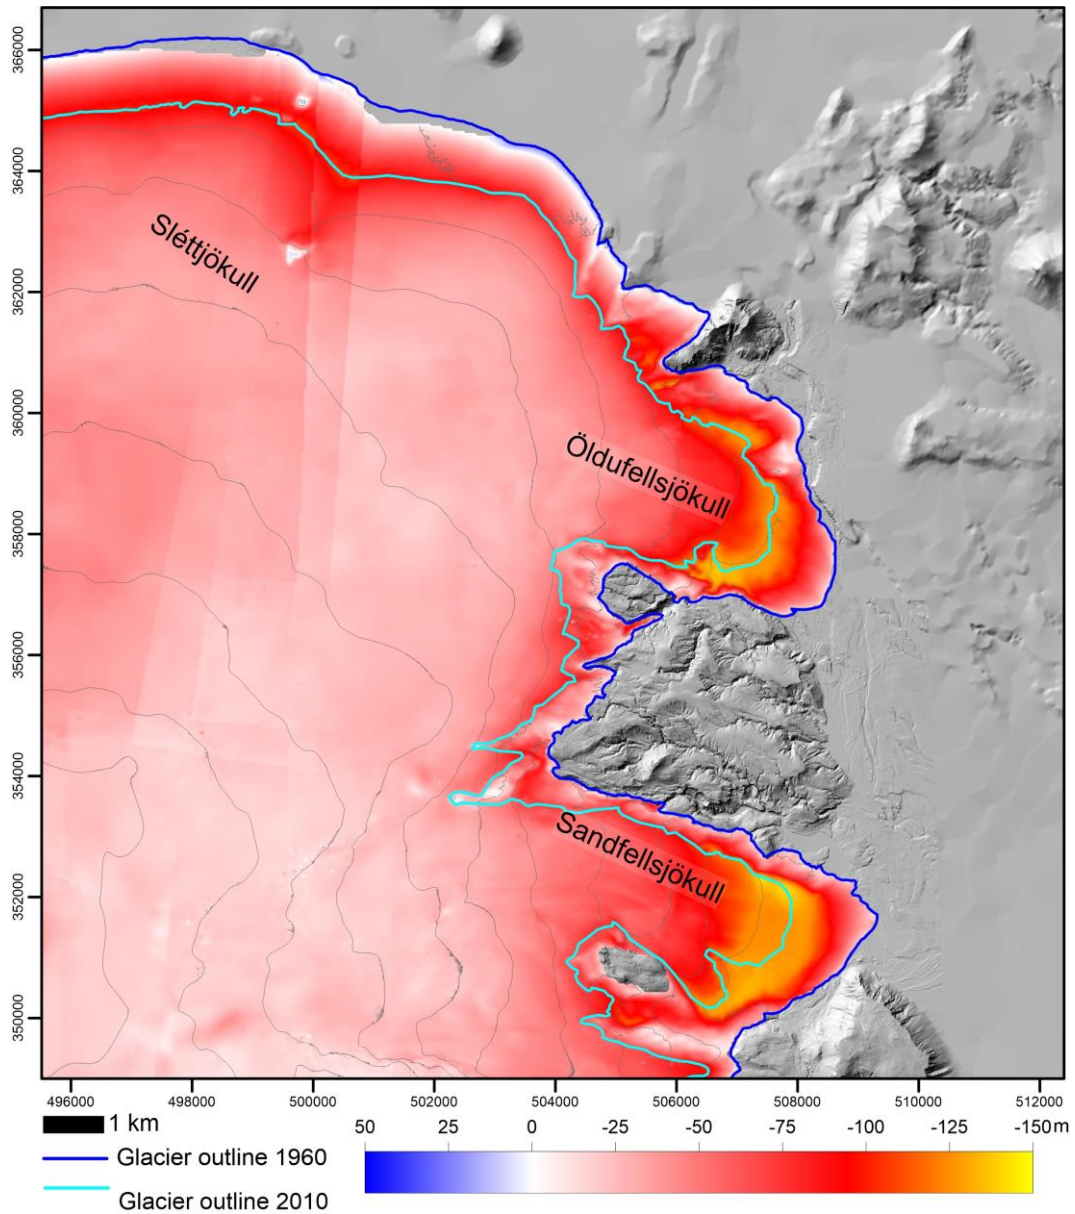 366000
364000
362000
360000
358000
356000
354000
352000
350000
Sléttjökull
Öldufellsjökull
Sandfellsjökull
496000 498000 500000 502000 504000 506000 508000 510000 512000
1 km
50 25 0 -25 -50 -75 -100 -125 -150m
Glacier outline 1960
Glacier outline 2010